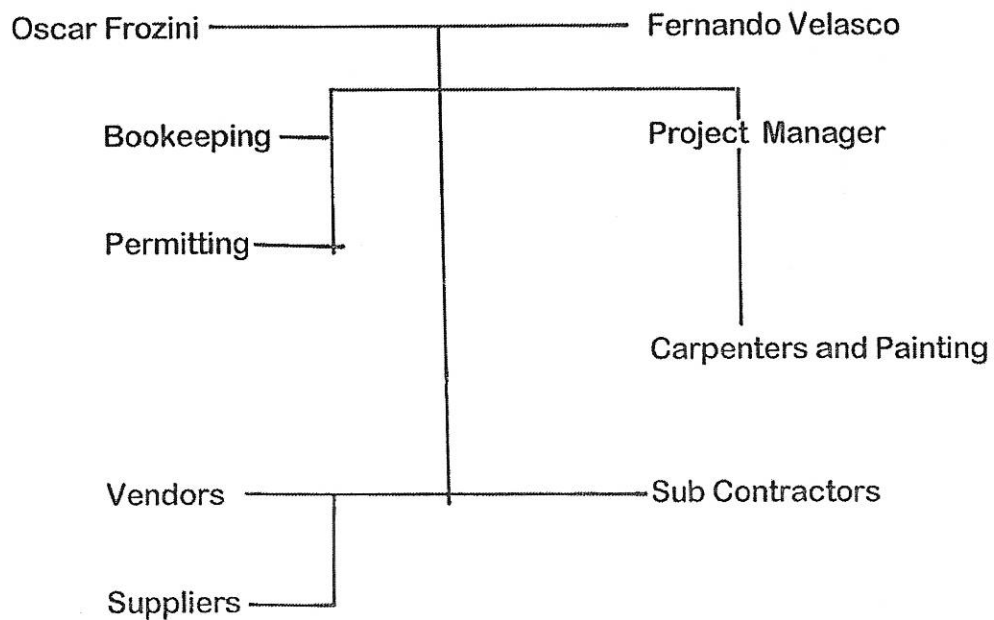 Oscar Frozini
Fernando Velasco
Bookeeping
Project Manager
Permitting
Carpenters and Painting
Vendors
Sub Contractors
Suppliers